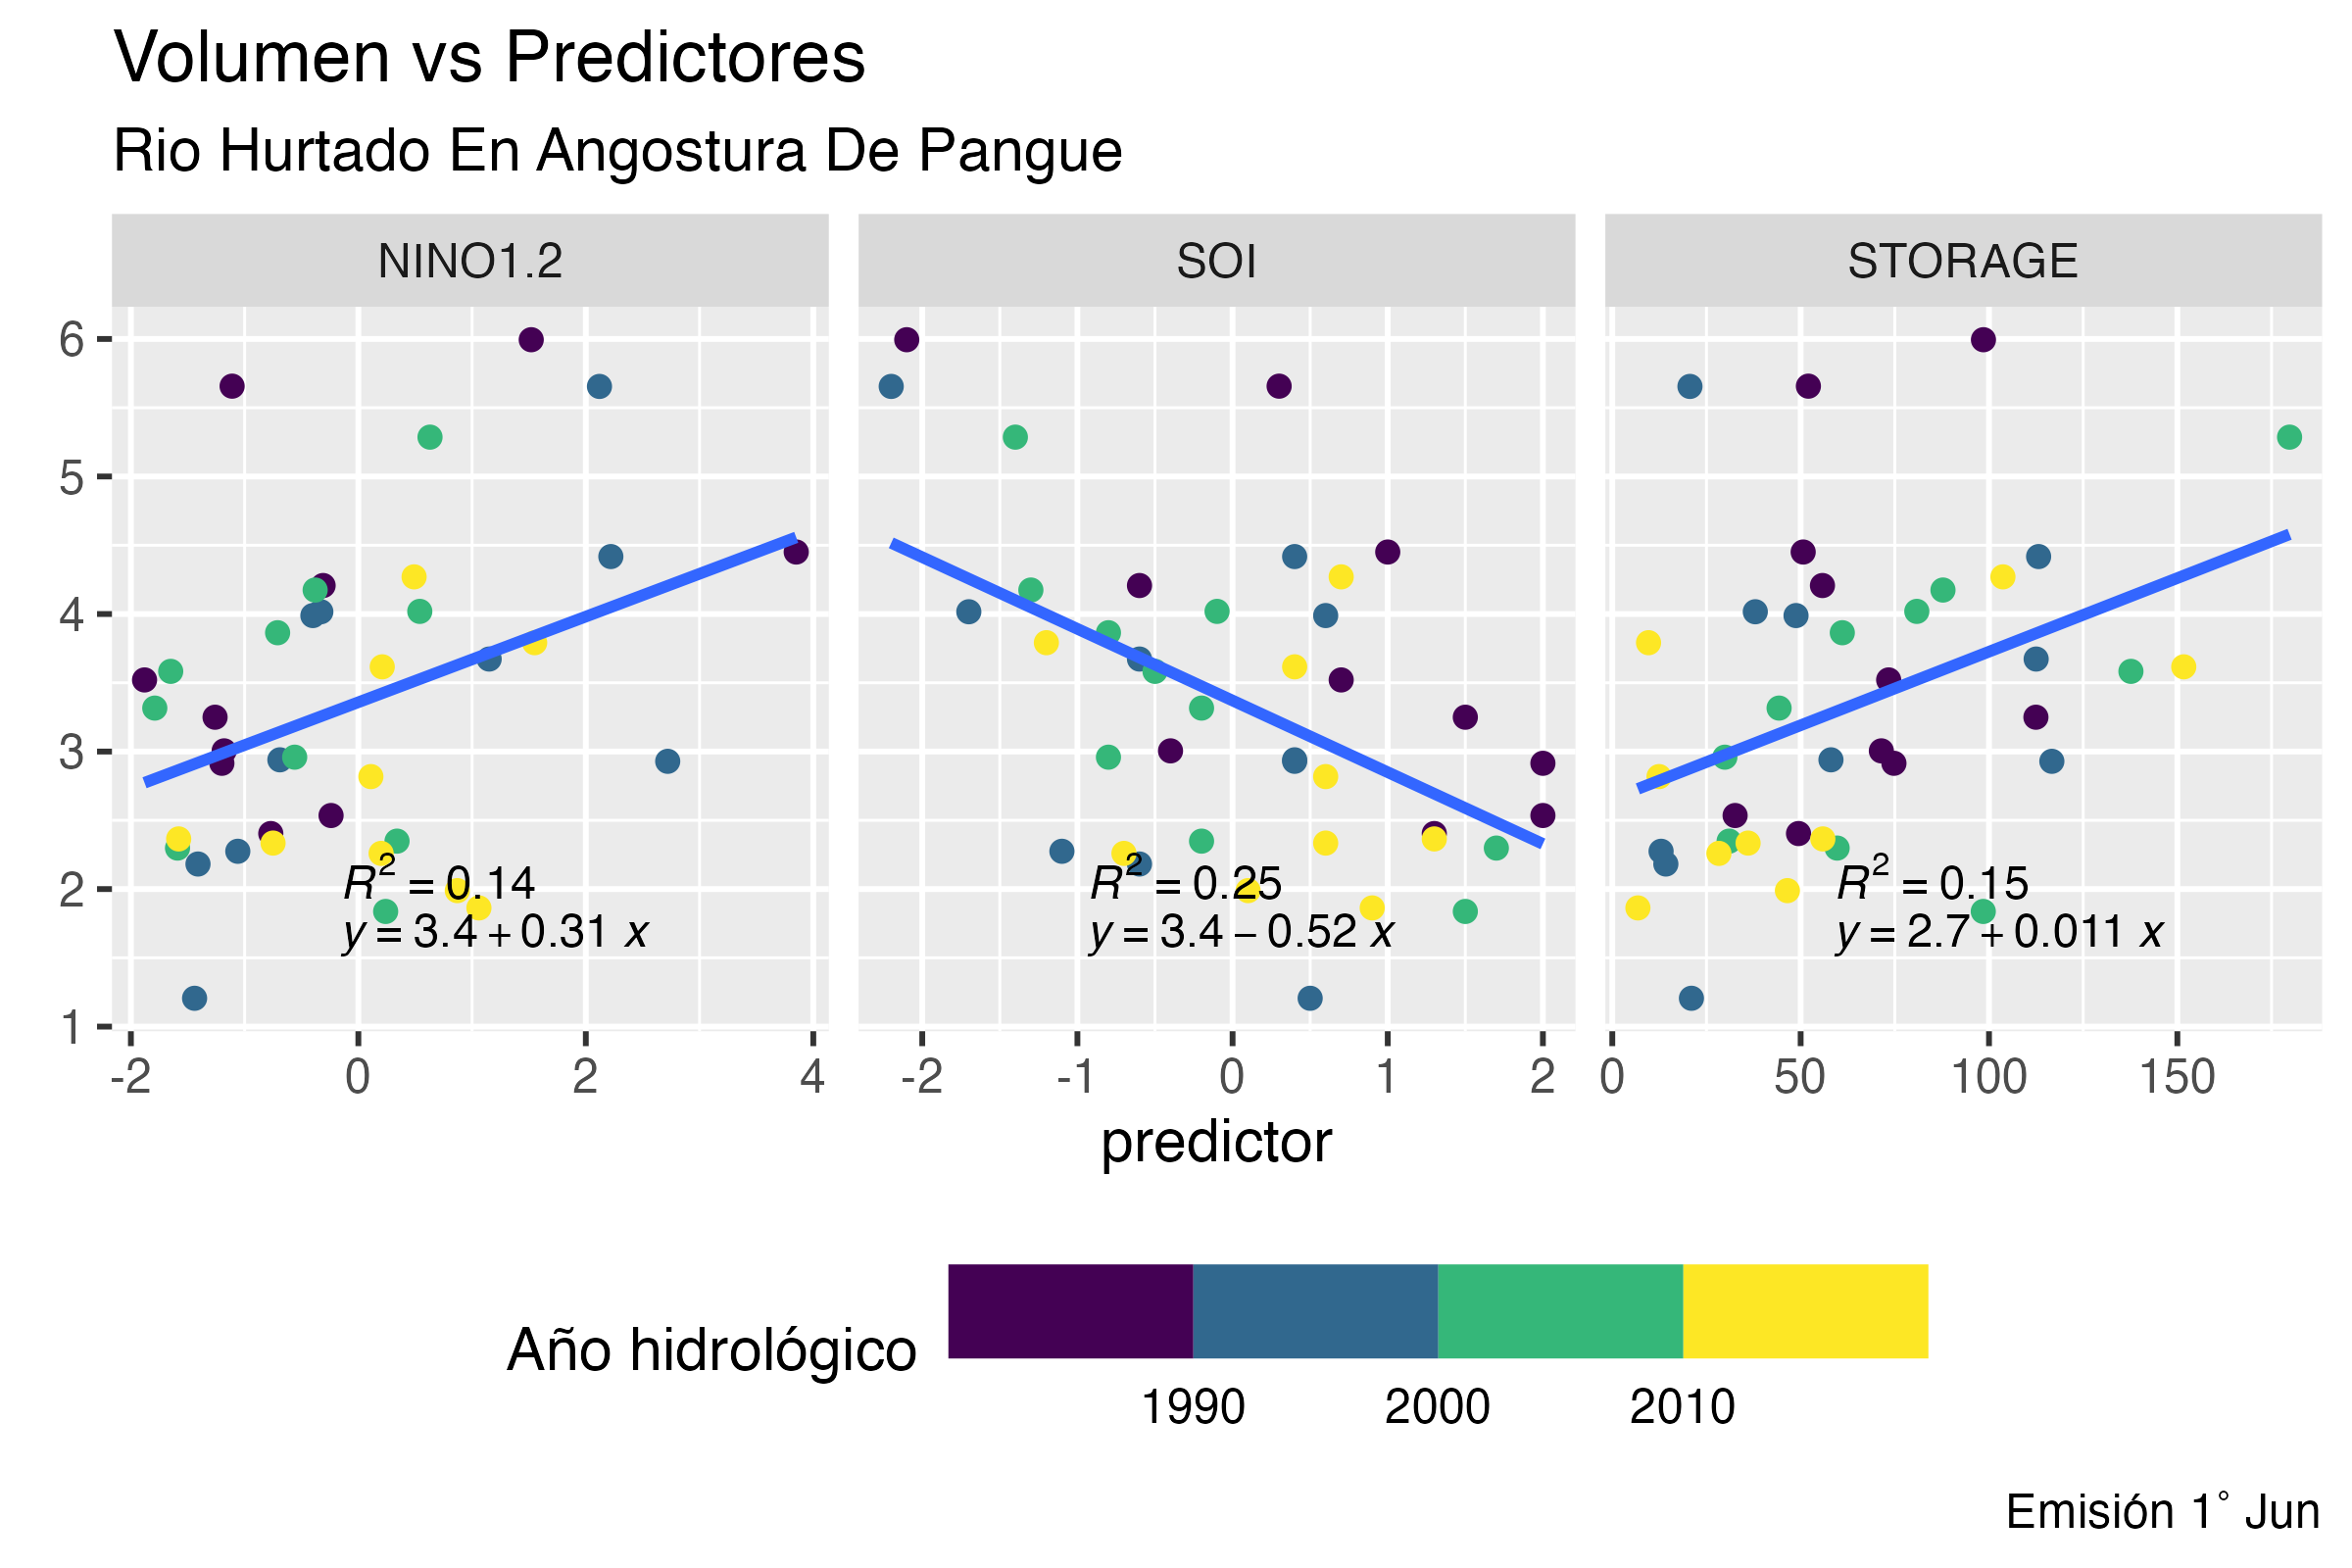 Volumen vs Predictores
Rio Hurtado En Angostura De Pangue
NINO1.2 SOI STORAGE
6
5
4
3
2
1
R² = 0.14
y = 3.4 + 0.31 x
R² = 0.25
y = 3.4 − 0.52 x
R² = 0.15
y = 2.7 + 0.011 x
-2 0 2 4 -2 -1 0 1 2 0 50 100 150
predictor
Año hidrológico
1990 2000 2010
Emisión 1° Jun